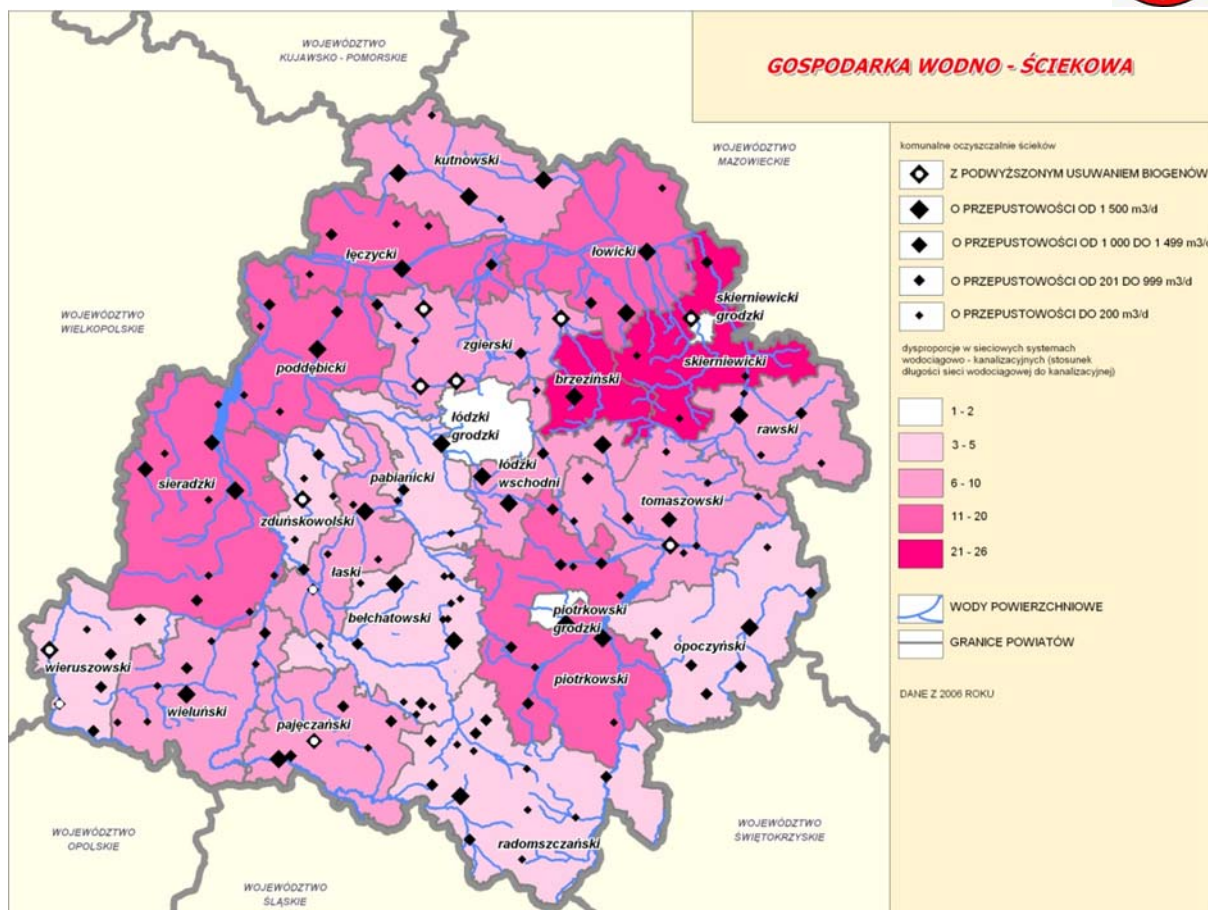 GOSPODARKA WODNO - ŚCIEKOWA
WOJEWÓDZTWO
KUJAWSKO - POMORSKIE
WOJEWÓDZTWO
MAZOWIECKIE
WOJEWÓDZTWO
WIELKOPOLSKIE
kutnowski
łęczycki
łowicki
skierniewicki
grodzki
zgierski
poddębicki
brzeziński
skierniewicki
łódzki
grodzki
rawski
łódzki
wschodni
pabianicki
sieradzki
zduńskowolski
tomaszowski
łaski
bełchatowski
piotrkowski
grodzki
opoczyński
wieruszowski
piotrkowski
wieluński
pajęczański
radomszczański
WOJEWÓDZTWO
OPOLSKIE
WOJEWÓDZTWO
ŚLĄSKIE
WOJEWÓDZTWO
ŚWIĘTOKRZYSKIE
komunalne oczyszczalnie ścieków
Z PODWYŻSZONYM USUWANIEM BIOGENÓW
O PRZEPUSTOWOŚCI OD 1 500 m3/d
O PRZEPUSTOWOŚCI OD 1 000 DO 1 499 m3/d
O PRZEPUSTOWOŚCI OD 201 DO 999 m3/d
O PRZEPUSTOWOŚCI DO 200 m3/d
dysproporcje w sieciowych systemach
wodociągowo - kanalizacyjnych (stosunek
długości sieci wodociągowej do kanalizacyjnej)
1 - 2
3 - 5
6 - 10
11 - 20
21 - 26
WODY POWIERZCHNIOWE
GRANICE POWIATÓW
DANE Z 2006 ROKU